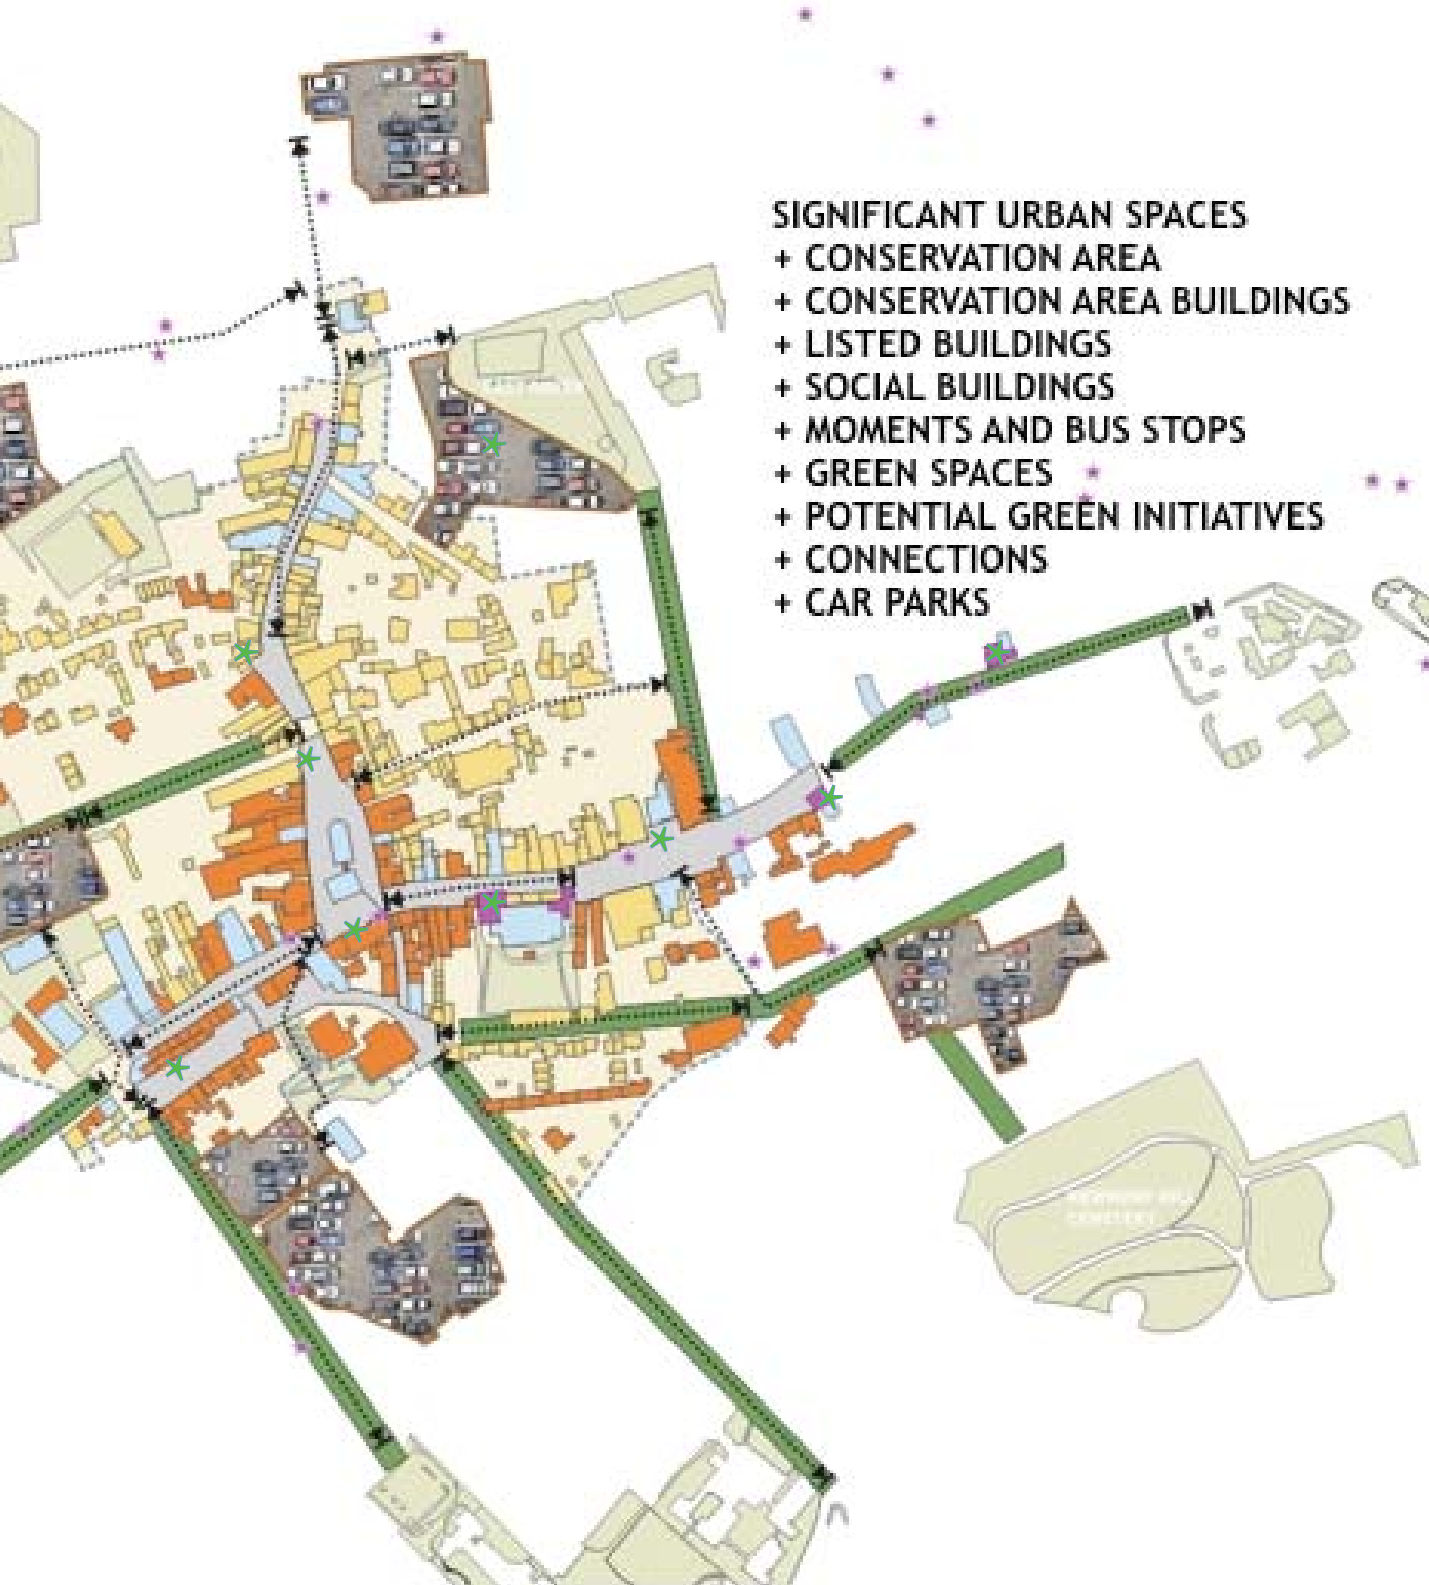 SIGNIFICANT URBAN SPACES
+ CONSERVATION AREA
+ CONSERVATION AREA BUILDINGS
+ LISTED BUILDINGS
+ SOCIAL BUILDINGS
+ MOMENTS AND BUS STOPS
+ GREEN SPACES
+ POTENTIAL GREEN INITIATIVES
+ CONNECTIONS
+ CAR PARKS
CEMETERY